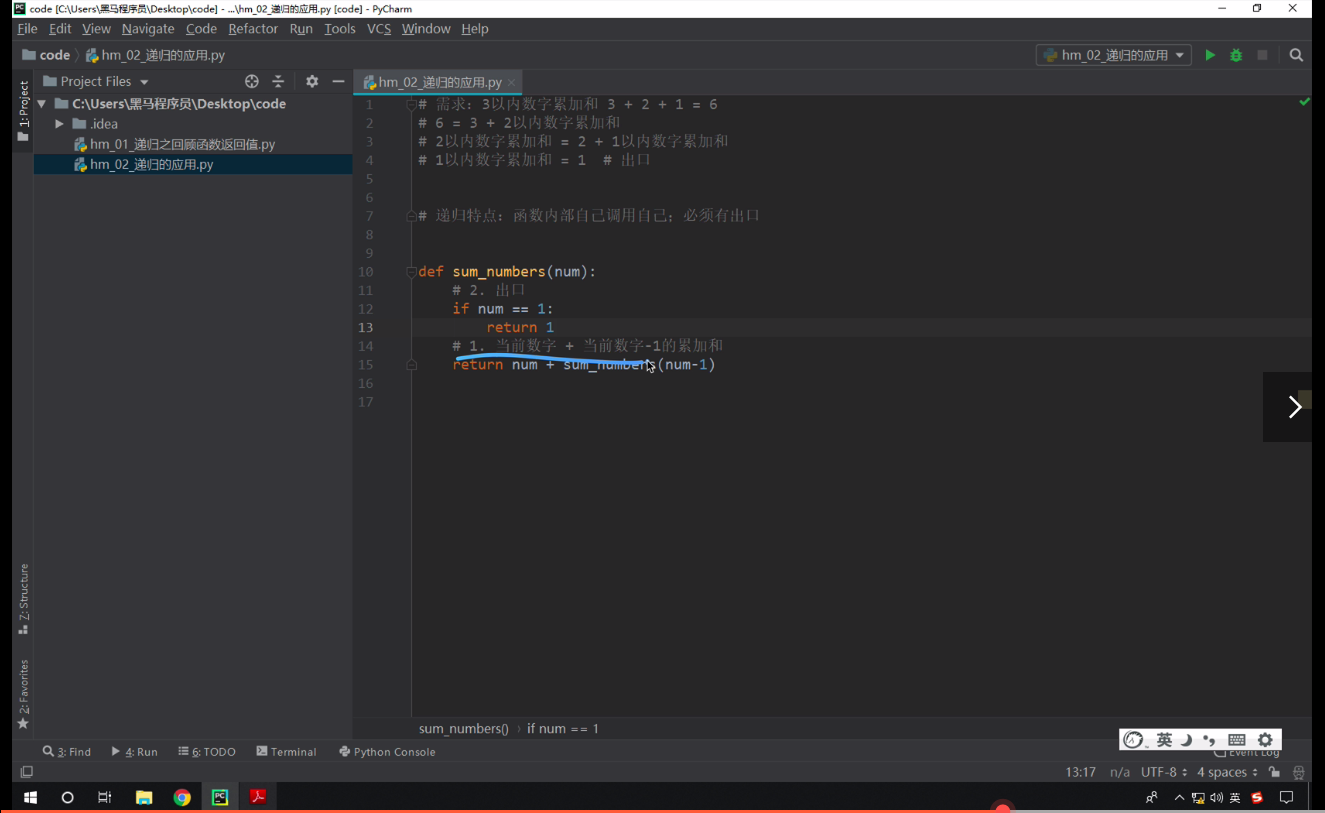 code [C:\Users\黑马程序员\Desktop\code] - ...\hm_02_递归的应用.py [code] - PyCharm
File Edit View Navigate Code Refactor Run Tools VCS Window Help
code hm_02_递归的应用.py hm_02_递归的应用
Project Files hm_02_递归的应用.py
1: Project
C:\Users\黑马程序员\Desktop\code
.idea
hm_01_递归之回顾函数返回值.py
hm_02_递归的应用.py
1 # 需求：3以内数字累加和 3 + 2 + 1 = 6
2 # 6 = 3 + 2以内数字累加和
3 # 2以内数字累加和 = 2 + 1以内数字累加和
4 # 1以内数字累加和 = 1 # 出口
5
6
7 # 递归特点：函数内部自己调用自己；必须有出口
8
9
10 def sum_numbers(num):
11 # 2. 出口
12 if num == 1:
13 return 1
14 # 1. 当前数字 + 当前数字-1的累加和
15 return num + sum_numbers(num-1)
16
17
Z: Structure
2: Favorites
sum_numbers() › if num == 1
英
3: Find 4: Run 6: TODO Terminal Python Console Event Log
13:17 n/a UTF-8 4 spaces
英